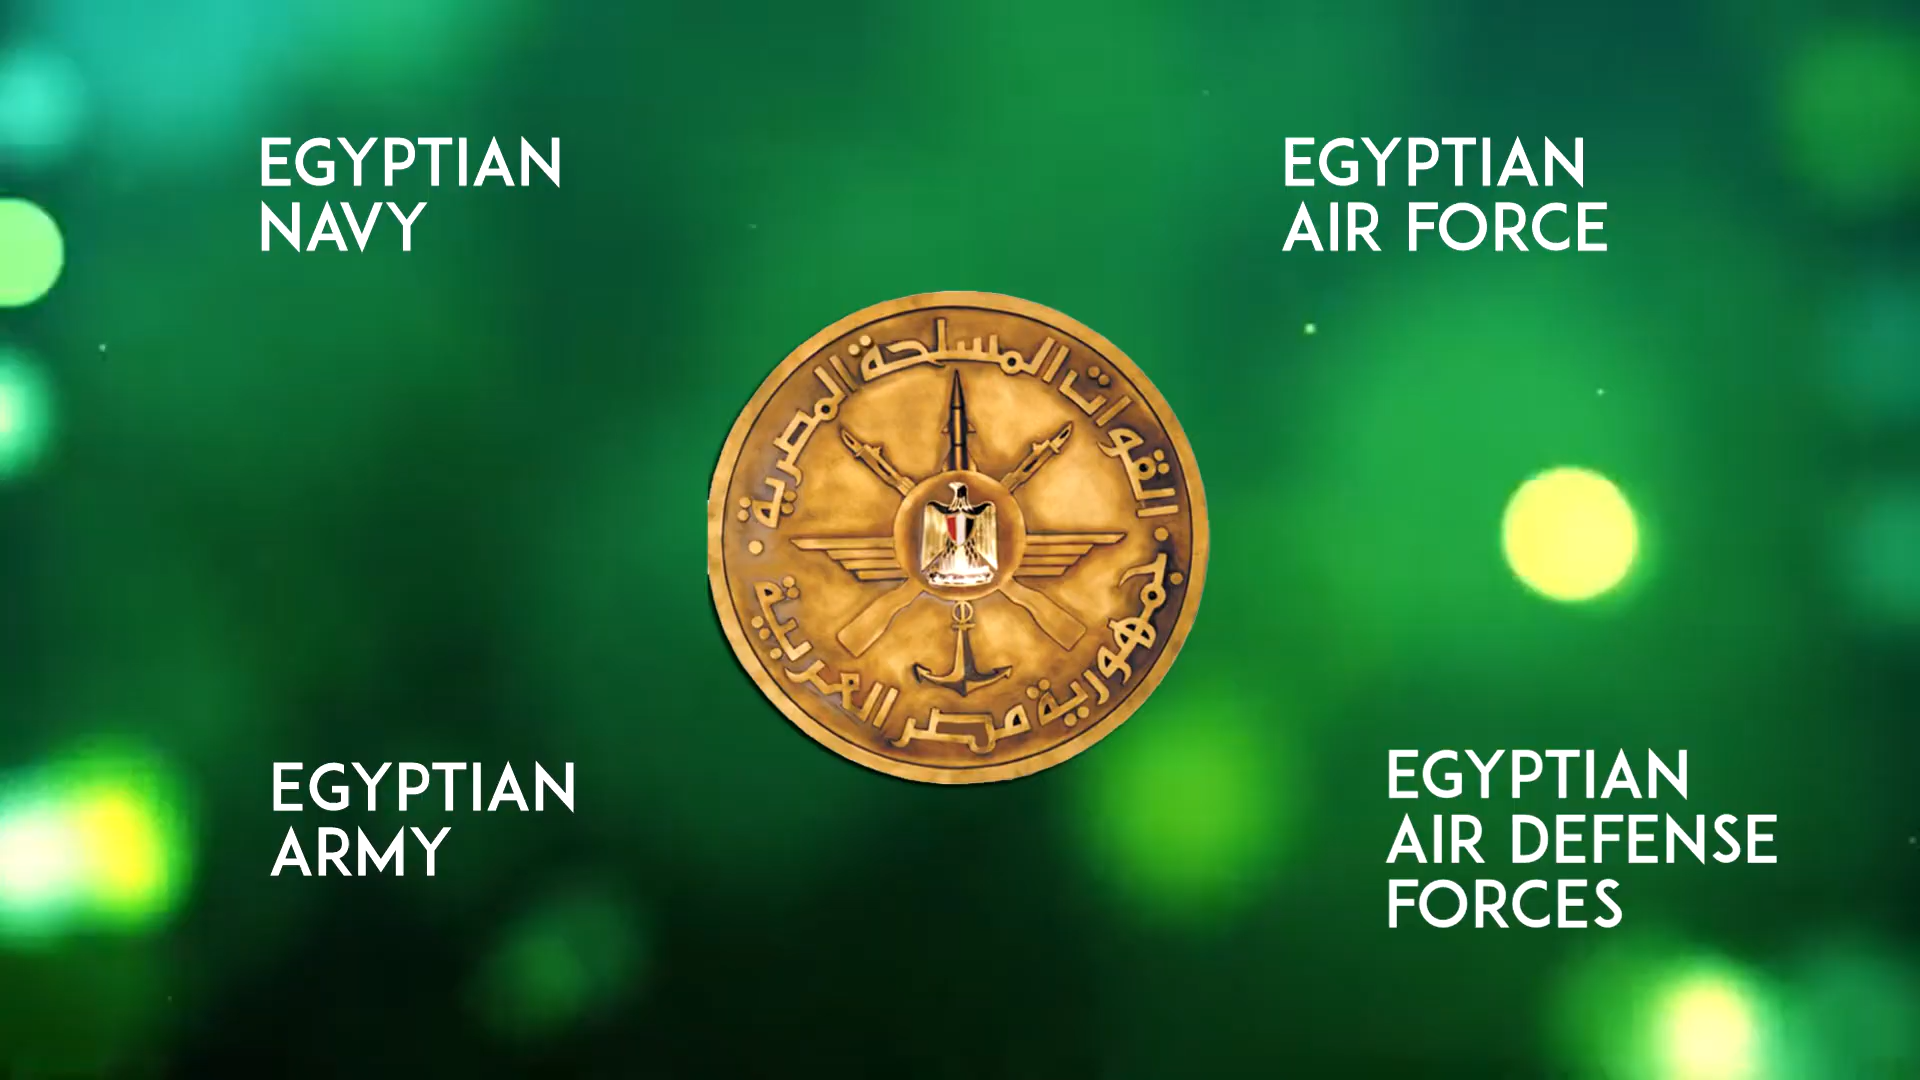 EGYPTIAN
NAVY
EGYPTIAN
AIR FORCE
القوات المسلحة المصرية
جمهورية مصر العربية
EGYPTIAN
ARMY
EGYPTIAN
AIR DEFENSE
FORCES